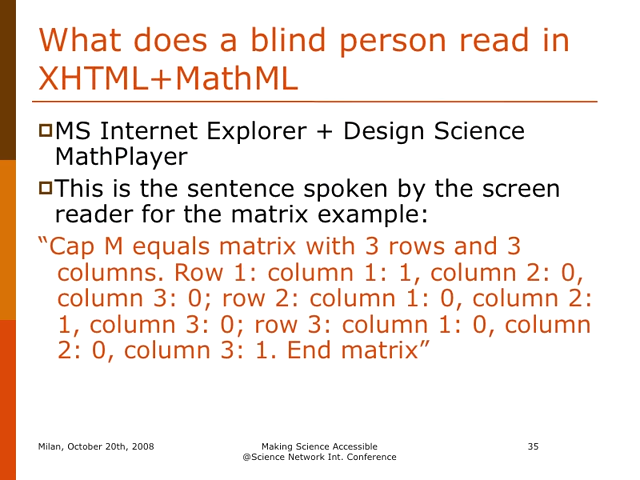 What does a blind person read in
XHTML+MathML
MS Internet Explorer + Design Science
MathPlayer
This is the sentence spoken by the screen
reader for the matrix example:
“Cap M equals matrix with 3 rows and 3
columns. Row 1: column 1: 1, column 2: 0,
column 3: 0; row 2: column 1: 0, column 2:
1, column 3: 0; row 3: column 1: 0, column
2: 0, column 3: 1. End matrix”
Milan, October 20th, 2008
Making Science Accessible
@Science Network Int. Conference
35